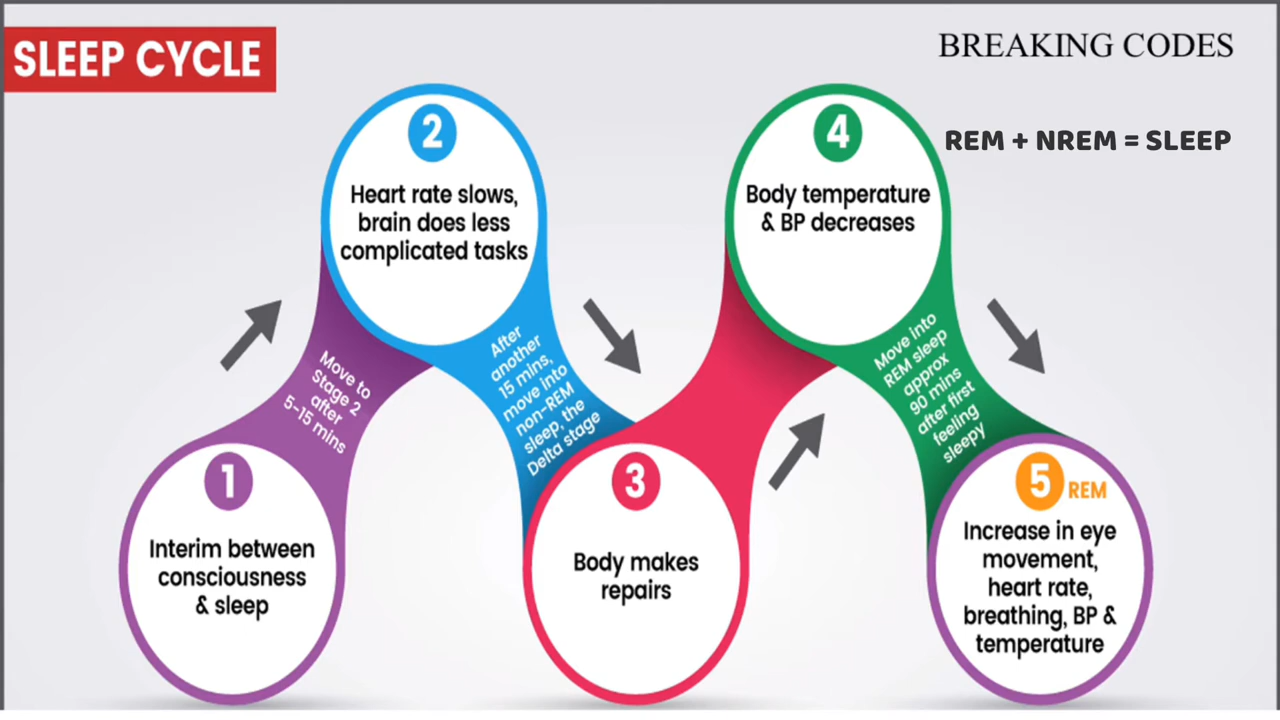 SLEEP CYCLE
BREAKING CODES
REM + NREM = SLEEP
1
Interim between
consciousness
& sleep
Move to
Stage 2
after
5-15 mins
2
Heart rate slows,
brain does less
complicated tasks
After
another
15 mins,
move into
non-REM
sleep, the
Delta stage
3
Body makes
repairs
4
Body temperature
& BP decreases
Move into
REM sleep
approx
90 mins
after first
feeling
sleepy
5 REM
Increase in eye
movement,
heart rate,
breathing, BP &
temperature